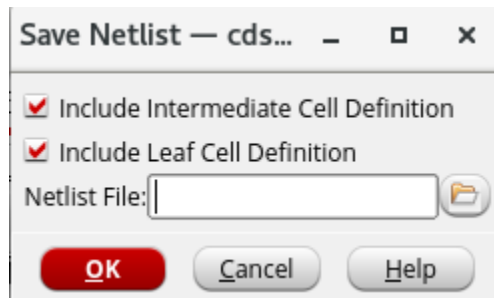 Save Netlist — cds...
Include Intermediate Cell Definition
Include Leaf Cell Definition
Netlist File:
OK Cancel Help